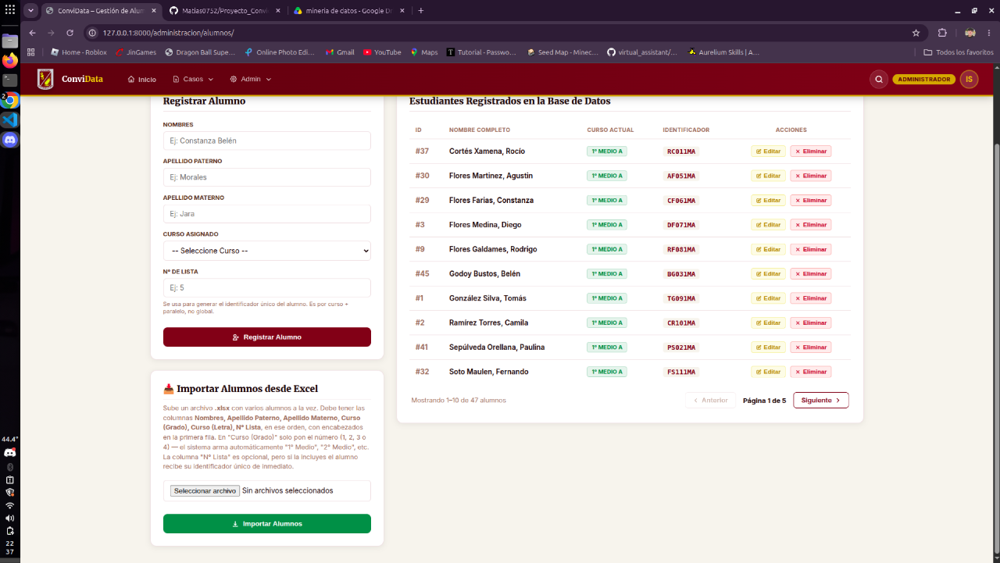 ConviData – Gestión de Alum
Matias0752/Proyecto_Convi
mineria de datos - Google Dr
127.0.0.1:8000/administracion/alumnos/
Home - Roblox
JinGames
Dragon Ball Supe...
Online Photo Edi...
Gmail
YouTube
Maps
Tutorial - Passwo...
Seed Map - Minec...
virtual_assistant/...
Aurelium Skills | A...
Todos los favoritos
ConviData
Inicio
Casos
Admin
ADMINISTRADOR
IS
Registrar Alumno
NOMBRES
Ej: Constanza Belén
APELLIDO PATERNO
Ej: Morales
APELLIDO MATERNO
Ej: Jara
CURSO ASIGNADO
-- Seleccione Curso --
Nº DE LISTA
Ej: 5
Se usa para generar el identificador único del alumno. Es por curso +
paralelo, no global.
Registrar Alumno
Importar Alumnos desde Excel
Sube un archivo .xlsx con varios alumnos a la vez. Debe tener las
columnas Nombres, Apellido Paterno, Apellido Materno, Curso
(Grado), Curso (Letra), Nº Lista, en ese orden, con encabezados
en la primera fila. En "Curso (Grado)" solo pon el número (1, 2, 3 o
4) — el sistema arma automáticamente "1º Medio", "2º Medio", etc.
La columna "Nº Lista" es opcional, pero si la incluyes el alumno
recibe su identificador único de inmediato.
Seleccionar archivo Sin archivos seleccionados
Importar Alumnos
Estudiantes Registrados en la Base de Datos
ID NOMBRE COMPLETO CURSO ACTUAL IDENTIFICADOR ACCIONES
#37 Cortés Xamena, Rocío 1º MEDIO A RC011MA Editar Eliminar
#30 Flores Martinez, Agustin 1º MEDIO A AF051MA Editar Eliminar
#29 Flores Farias, Constanza 1º MEDIO A CF061MA Editar Eliminar
#3 Flores Medina, Diego 1º MEDIO A DF071MA Editar Eliminar
#9 Flores Galdames, Rodrigo 1º MEDIO A RF081MA Editar Eliminar
#45 Godoy Bustos, Belén 1º MEDIO A BG031MA Editar Eliminar
#1 González Silva, Tomás 1º MEDIO A TG091MA Editar Eliminar
#2 Ramírez Torres, Camila 1º MEDIO A CR101MA Editar Eliminar
#41 Sepúlveda Orellana, Paulina 1º MEDIO A PS021MA Editar Eliminar
#32 Soto Maulen, Fernando 1º MEDIO A FS111MA Editar Eliminar
Mostrando 1–10 de 47 alumnos
Anterior
Página 1 de 5
Siguiente
2
44.4°
22
37